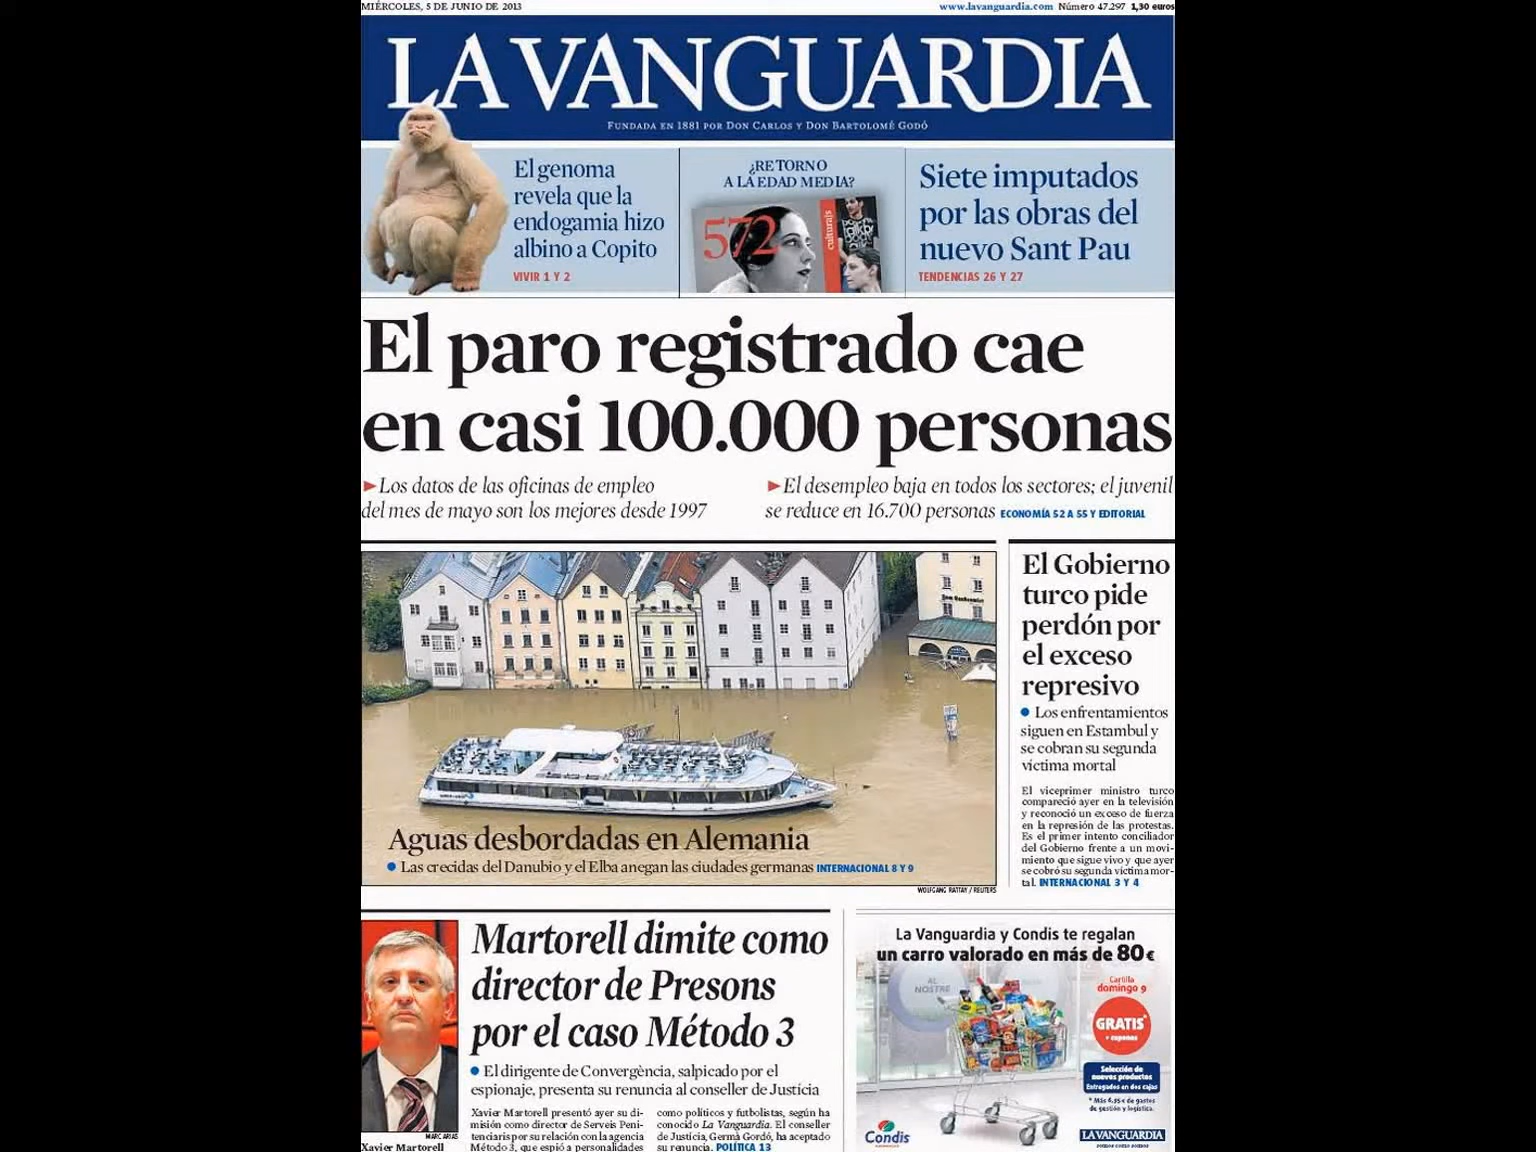 MIÉRCOLES, 5 DE JUNIO DE 2013
www.lavanguardia.com Número 47.297 1,30 euros
LA VANGUARDIA
FUNDADA EN 1881 POR DON CARLOS Y DON BARTOLOMÉ GODÓ
El genoma
revela que la
endogamia hizo
albino a Copito
VIVIR 1 Y 2
¿RETORNO
A LA EDAD MEDIA?
572
culturals
Siete imputados
por las obras del
nuevo Sant Pau
TENDENCIAS 26 Y 27
El paro registrado cae
en casi 100.000 personas
►Los datos de las oficinas de empleo
del mes de mayo son los mejores desde 1997
►El desempleo baja en todos los sectores; el juvenil
se reduce en 16.700 personas ECONOMÍA 52 A 55 Y EDITORIAL
Aguas desbordadas en Alemania
● Las crecidas del Danubio y el Elba anegan las ciudades germanas INTERNACIONAL 8 Y 9
WOLFGANG RATTAY / REUTERS
El Gobierno
turco pide
perdón por
el exceso
represivo
● Los enfrentamientos
siguen en Estambul y
se cobran su segunda
víctima mortal
El viceprimer ministro turco
compareció ayer en la televisión
y reconoció un exceso de fuerza
en la represión de las protestas.
Es el primer intento conciliador
del Gobierno frente a un movi-
miento que sigue vivo y que ayer
se cobró su segunda víctima mor-
tal. INTERNACIONAL 3 Y 4
Martorell dimite como
director de Presons
por el caso Método 3
● El dirigente de Convergència, salpicado por el
espionaje, presenta su renuncia al conseller de Justícia
MARC ARIAS
Xavier Martorell
Xavier Martorell presentó ayer su di-
misión como director de Serveis Peni-
tenciaris por su relación con la agencia
Método 3, que espió a personalidades
como políticos y futbolistas, según ha
conocido La Vanguardia. El conseller
de Justícia, Germà Gordó, ha aceptado
su renuncia. POLÍTICA 13
La Vanguardia y Condis te regalan
un carro valorado en más de 80€
AL
NOSTRE
Cartilla
domingo 9
GRATIS*
+ cupones
Selección de
nuevos productos
Entregados en dos cajas
* Más 6,95 € de gastos
de gestión y logística.
Condis
LA VANGUARDIA